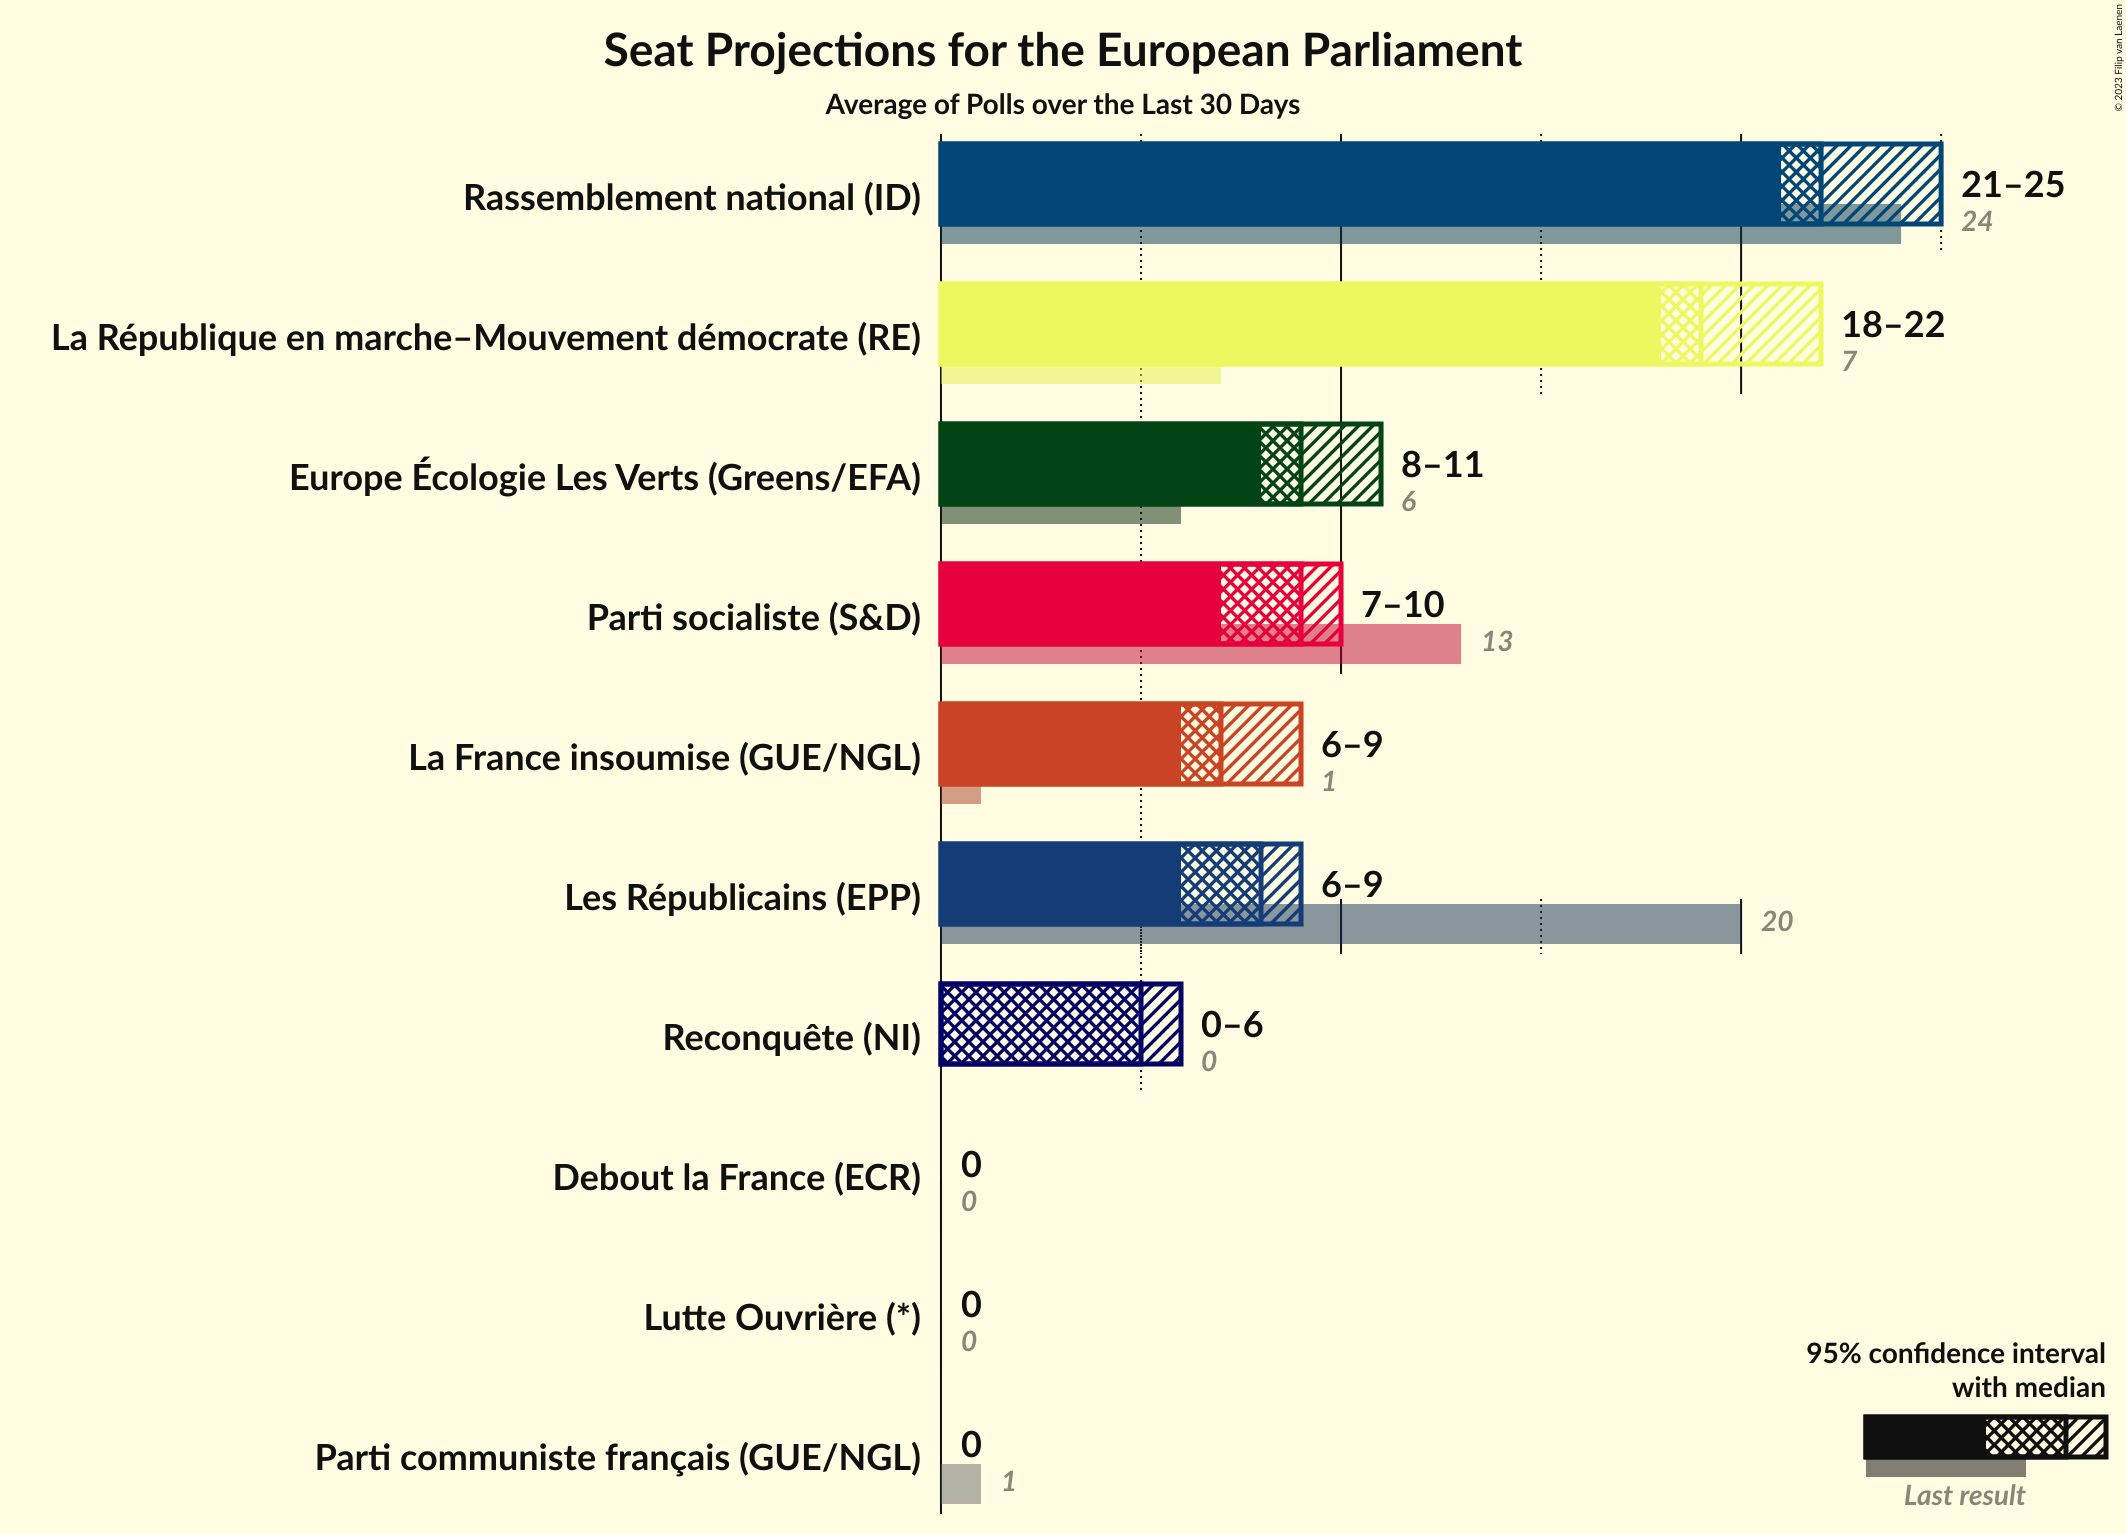 Seat Projections for the European Parliament
Average of Polls over the Last 30 Days
© 2023 Filip van Laenen
Rassemblement national (ID)
21–25
24
La République en marche–Mouvement démocrate (RE)
18–22
7
Europe Écologie Les Verts (Greens/EFA)
8–11
6
Parti socialiste (S&D)
7–10
13
La France insoumise (GUE/NGL)
6–9
1
Les Républicains (EPP)
6–9
20
Reconquête (NI)
0–6
0
Debout la France (ECR)
0
0
Lutte Ouvrière (*)
0
0
Parti communiste français (GUE/NGL)
0
1
95% confidence interval
with median
Last result